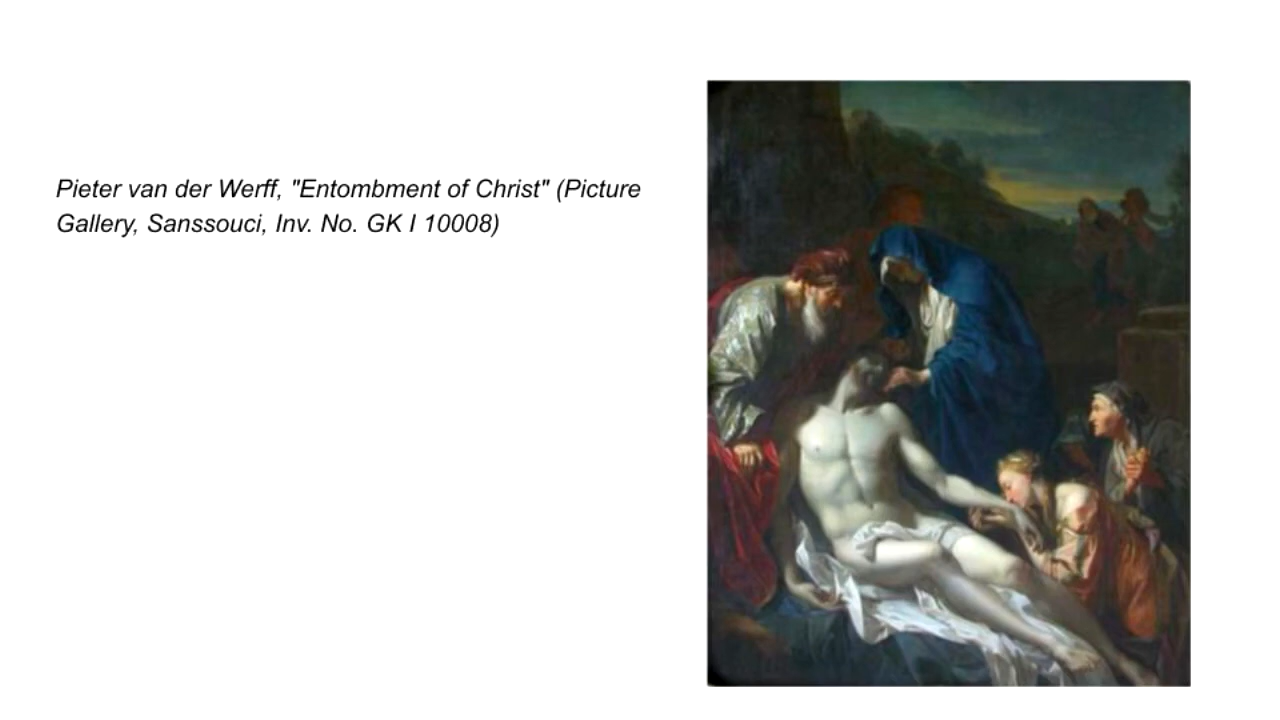 Pieter van der Werff, "Entombment of Christ" (Picture
Gallery, Sanssouci, Inv. No. GK I 10008)